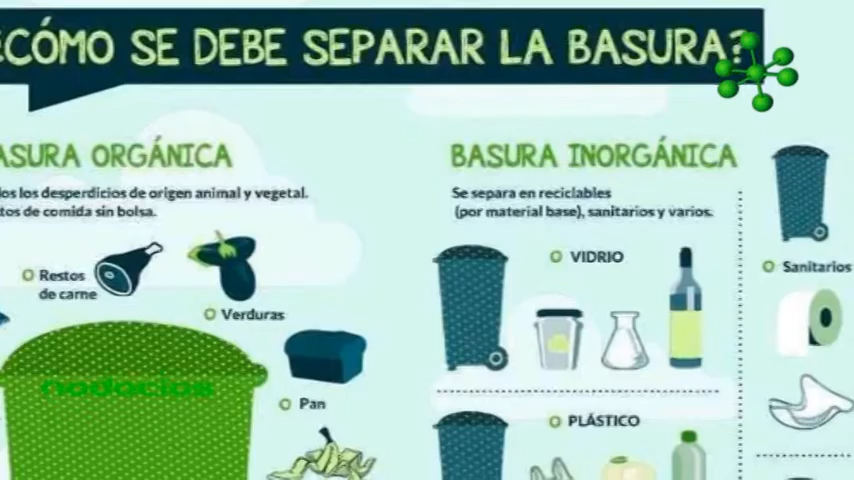 ¿CÓMO SE DEBE SEPARAR LA BASURA?
BASURA ORGÁNICA
los desperdicios de origen animal y vegetal.
de comida sin bolsa.
Restos
de carne
Verduras
Pan
nodocios
BASURA INORGÁNICA
Se separa en reciclables
(por material base), sanitarios y varios.
VIDRIO
PLÁSTICO
Sanitarios